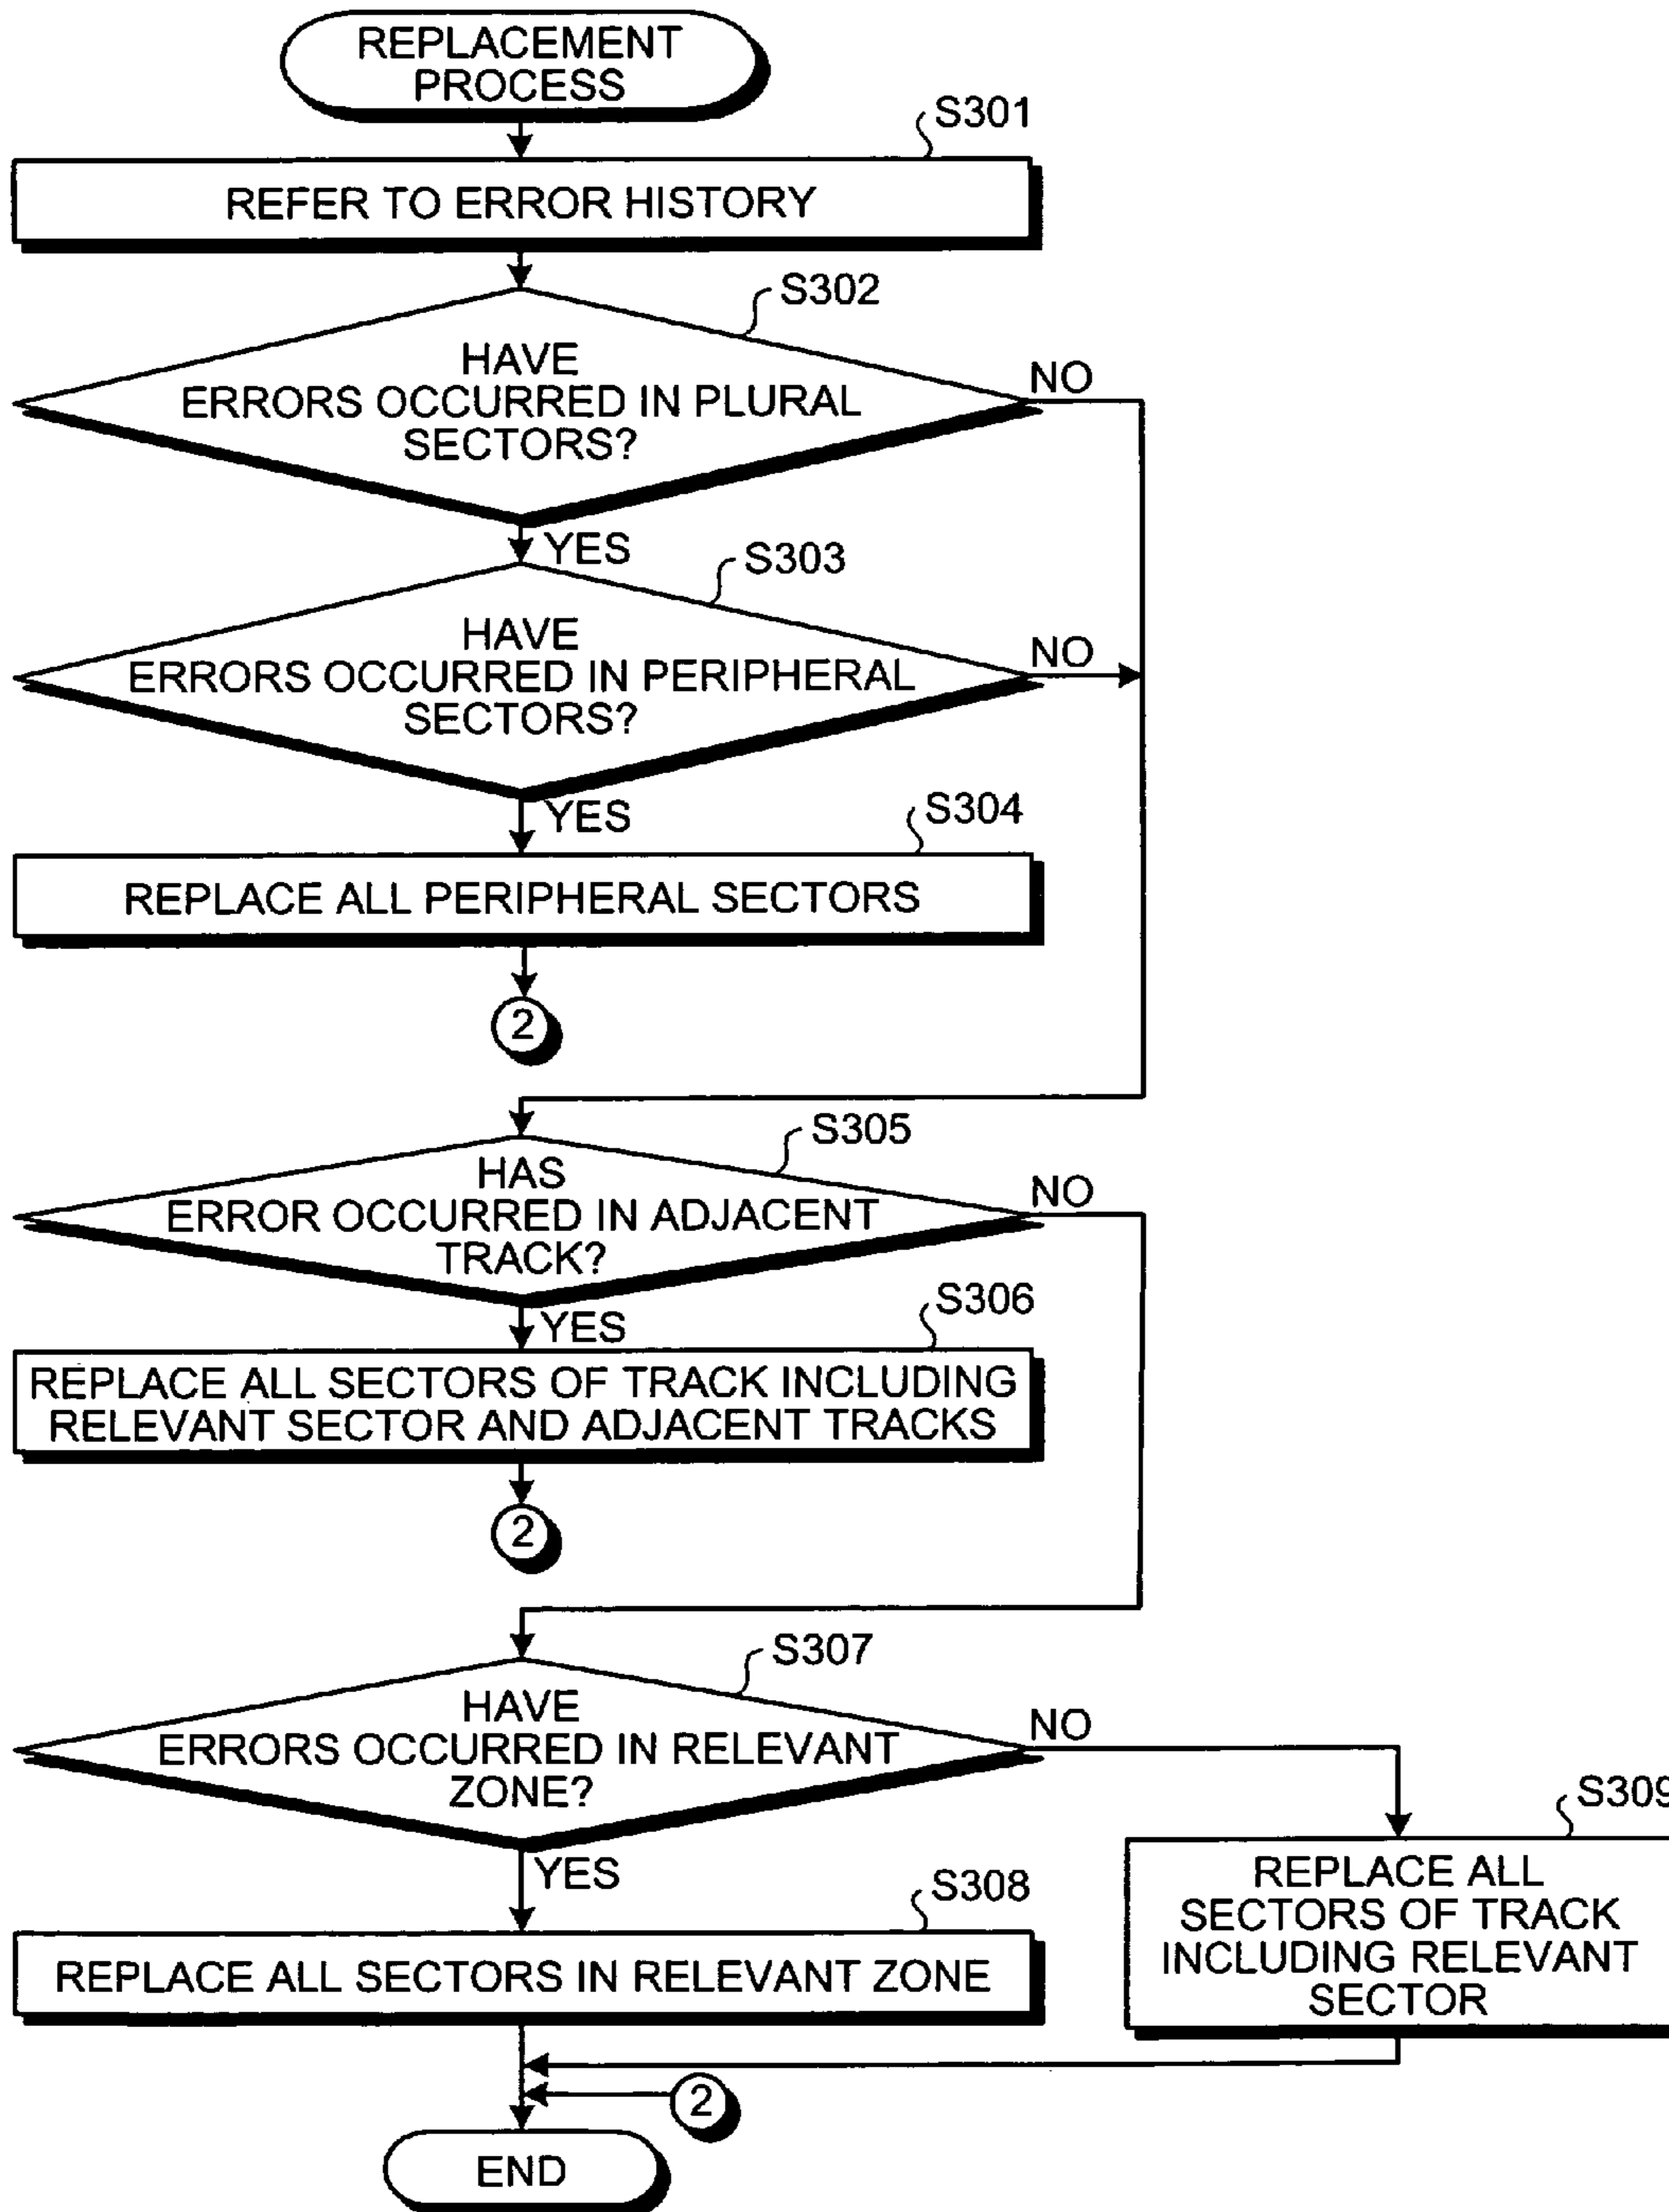 REPLACEMENT
PROCESS
S301
REFER TO ERROR HISTORY
S302
HAVE
ERRORS OCCURRED IN PLURAL
SECTORS?
NO
YES
S303
HAVE
ERRORS OCCURRED IN PERIPHERAL
SECTORS?
NO
YES
S304
REPLACE ALL PERIPHERAL SECTORS
2
S305
HAS
ERROR OCCURRED IN ADJACENT
TRACK?
NO
YES
S306
REPLACE ALL SECTORS OF TRACK INCLUDING
RELEVANT SECTOR AND ADJACENT TRACKS
2
S307
HAVE
ERRORS OCCURRED IN RELEVANT
ZONE?
NO
YES
S308
REPLACE ALL SECTORS IN RELEVANT ZONE
S309
REPLACE ALL
SECTORS OF TRACK
INCLUDING RELEVANT
SECTOR
2
END